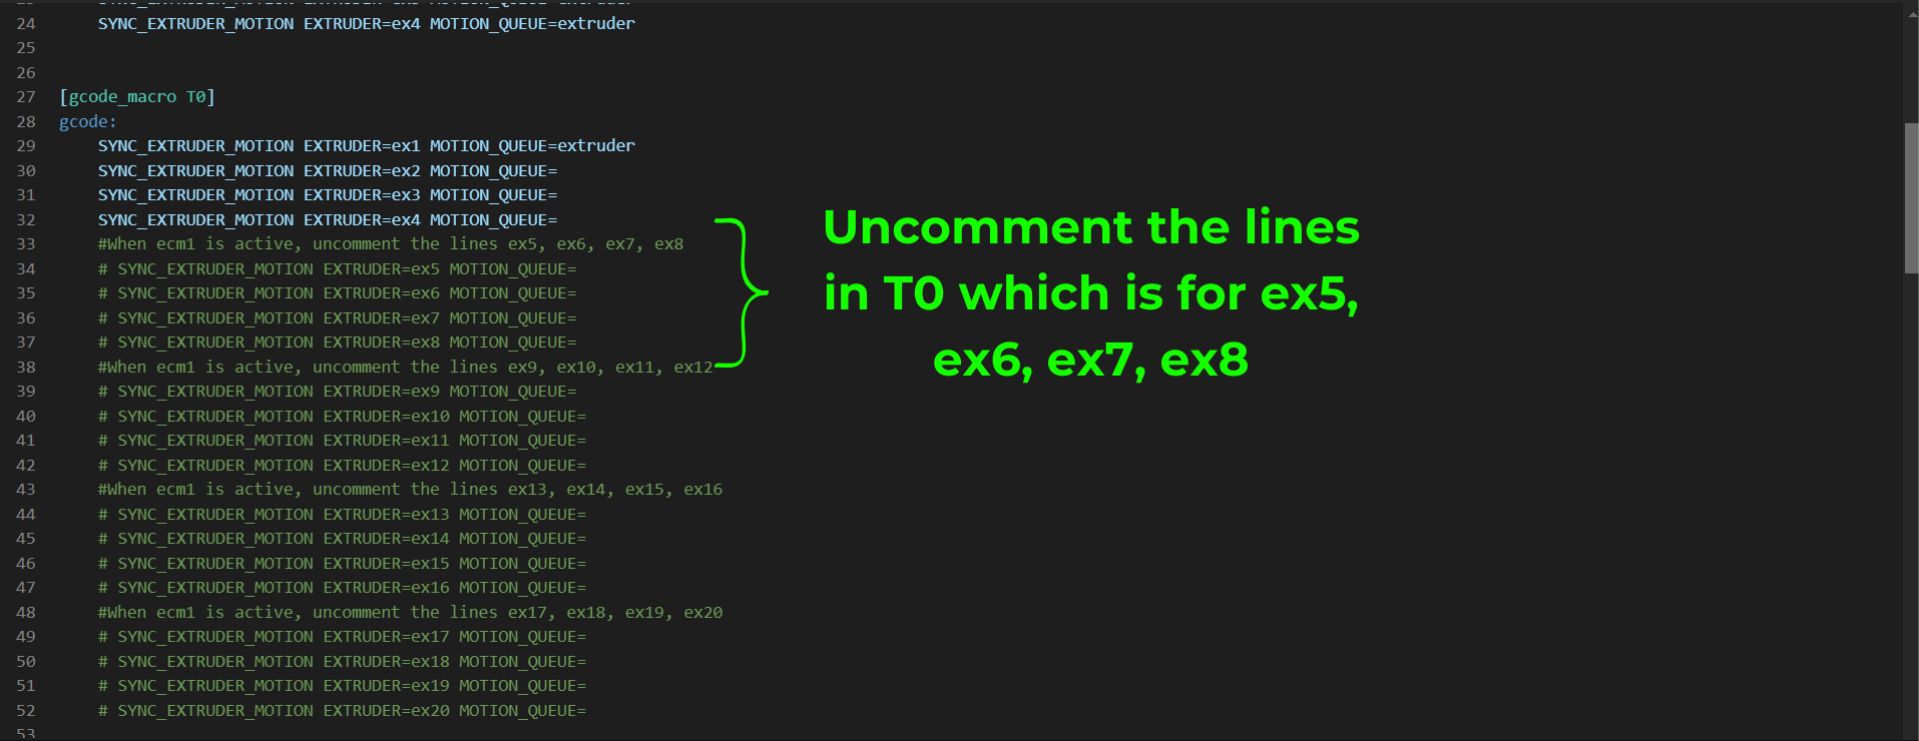 24 SYNC_EXTRUDER_MOTION EXTRUDER=ex4 MOTION_QUEUE=extruder
25
26
27 [gcode_macro T0]
28 gcode:
29 SYNC_EXTRUDER_MOTION EXTRUDER=ex1 MOTION_QUEUE=extruder
30 SYNC_EXTRUDER_MOTION EXTRUDER=ex2 MOTION_QUEUE=
31 SYNC_EXTRUDER_MOTION EXTRUDER=ex3 MOTION_QUEUE=
32 SYNC_EXTRUDER_MOTION EXTRUDER=ex4 MOTION_QUEUE=
33 #When ecm1 is active, uncomment the lines ex5, ex6, ex7, ex8
34 # SYNC_EXTRUDER_MOTION EXTRUDER=ex5 MOTION_QUEUE=
35 # SYNC_EXTRUDER_MOTION EXTRUDER=ex6 MOTION_QUEUE=
36 # SYNC_EXTRUDER_MOTION EXTRUDER=ex7 MOTION_QUEUE=
37 # SYNC_EXTRUDER_MOTION EXTRUDER=ex8 MOTION_QUEUE=
38 #When ecm1 is active, uncomment the lines ex9, ex10, ex11, ex12
39 # SYNC_EXTRUDER_MOTION EXTRUDER=ex9 MOTION_QUEUE=
40 # SYNC_EXTRUDER_MOTION EXTRUDER=ex10 MOTION_QUEUE=
41 # SYNC_EXTRUDER_MOTION EXTRUDER=ex11 MOTION_QUEUE=
42 # SYNC_EXTRUDER_MOTION EXTRUDER=ex12 MOTION_QUEUE=
43 #When ecm1 is active, uncomment the lines ex13, ex14, ex15, ex16
44 # SYNC_EXTRUDER_MOTION EXTRUDER=ex13 MOTION_QUEUE=
45 # SYNC_EXTRUDER_MOTION EXTRUDER=ex14 MOTION_QUEUE=
46 # SYNC_EXTRUDER_MOTION EXTRUDER=ex15 MOTION_QUEUE=
47 # SYNC_EXTRUDER_MOTION EXTRUDER=ex16 MOTION_QUEUE=
48 #When ecm1 is active, uncomment the lines ex17, ex18, ex19, ex20
49 # SYNC_EXTRUDER_MOTION EXTRUDER=ex17 MOTION_QUEUE=
50 # SYNC_EXTRUDER_MOTION EXTRUDER=ex18 MOTION_QUEUE=
51 # SYNC_EXTRUDER_MOTION EXTRUDER=ex19 MOTION_QUEUE=
52 # SYNC_EXTRUDER_MOTION EXTRUDER=ex20 MOTION_QUEUE=
53
Uncomment the lines
in T0 which is for ex5,
ex6, ex7, ex8